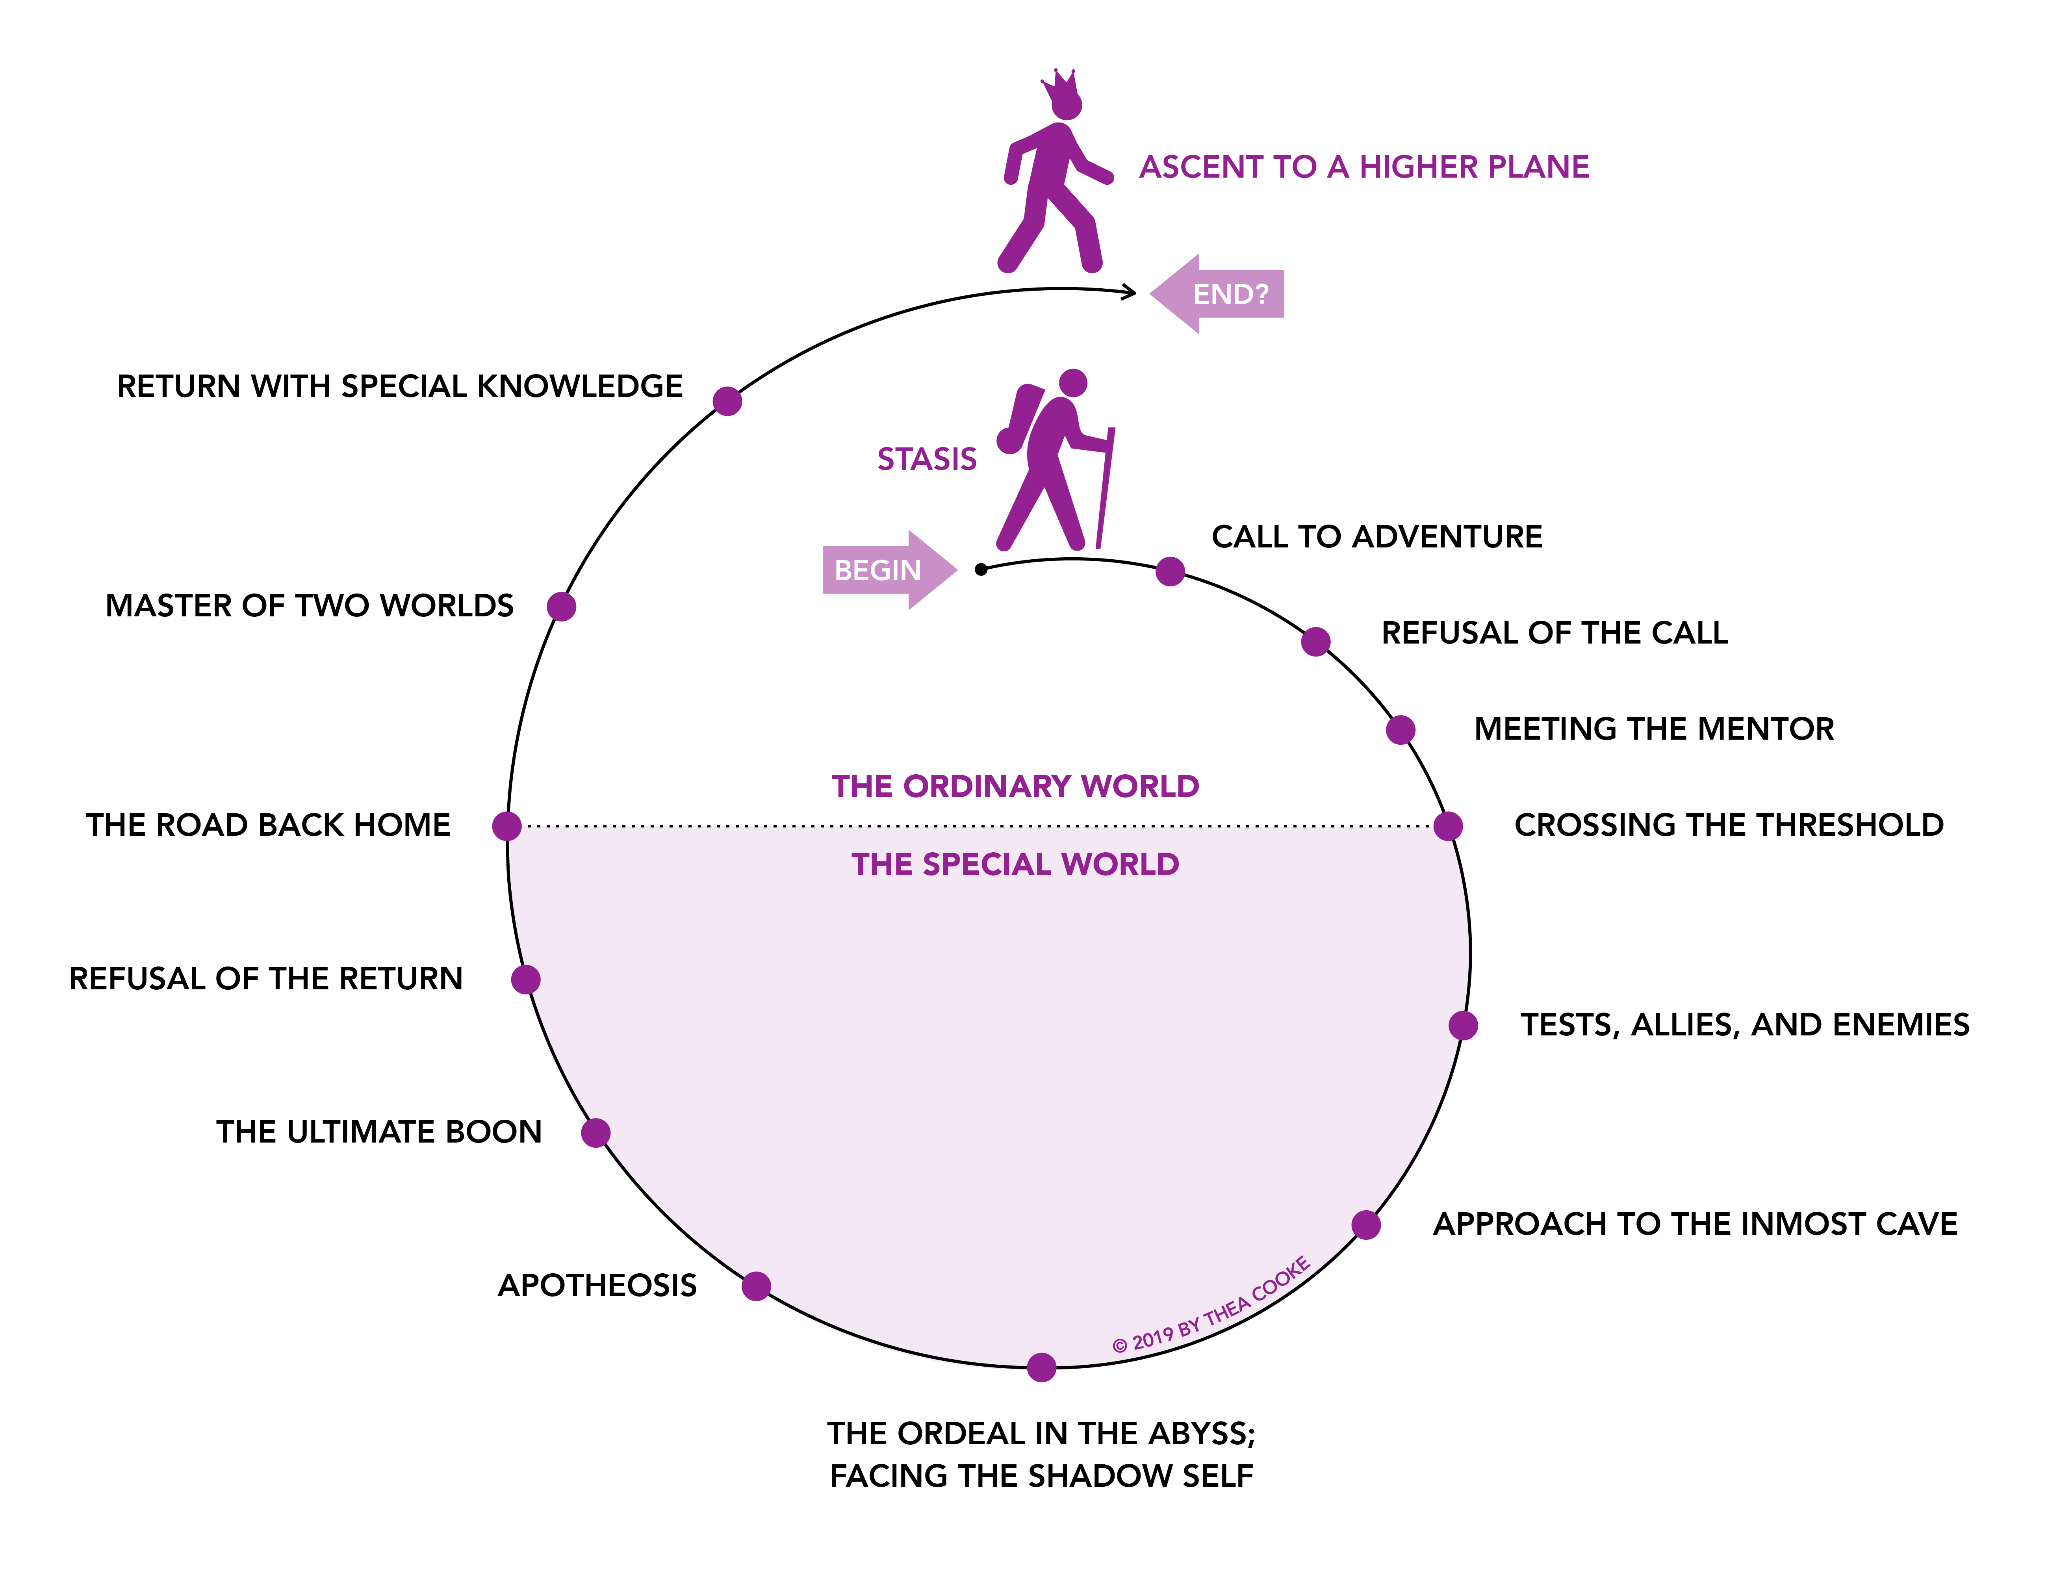 ASCENT TO A HIGHER PLANE
END?
RETURN WITH SPECIAL KNOWLEDGE
STASIS
BEGIN
CALL TO ADVENTURE
MASTER OF TWO WORLDS
REFUSAL OF THE CALL
MEETING THE MENTOR
THE ORDINARY WORLD
THE ROAD BACK HOME
CROSSING THE THRESHOLD
THE SPECIAL WORLD
REFUSAL OF THE RETURN
TESTS, ALLIES, AND ENEMIES
THE ULTIMATE BOON
APPROACH TO THE INMOST CAVE
APOTHEOSIS
© 2019 BY THEA COOKE
THE ORDEAL IN THE ABYSS;
FACING THE SHADOW SELF